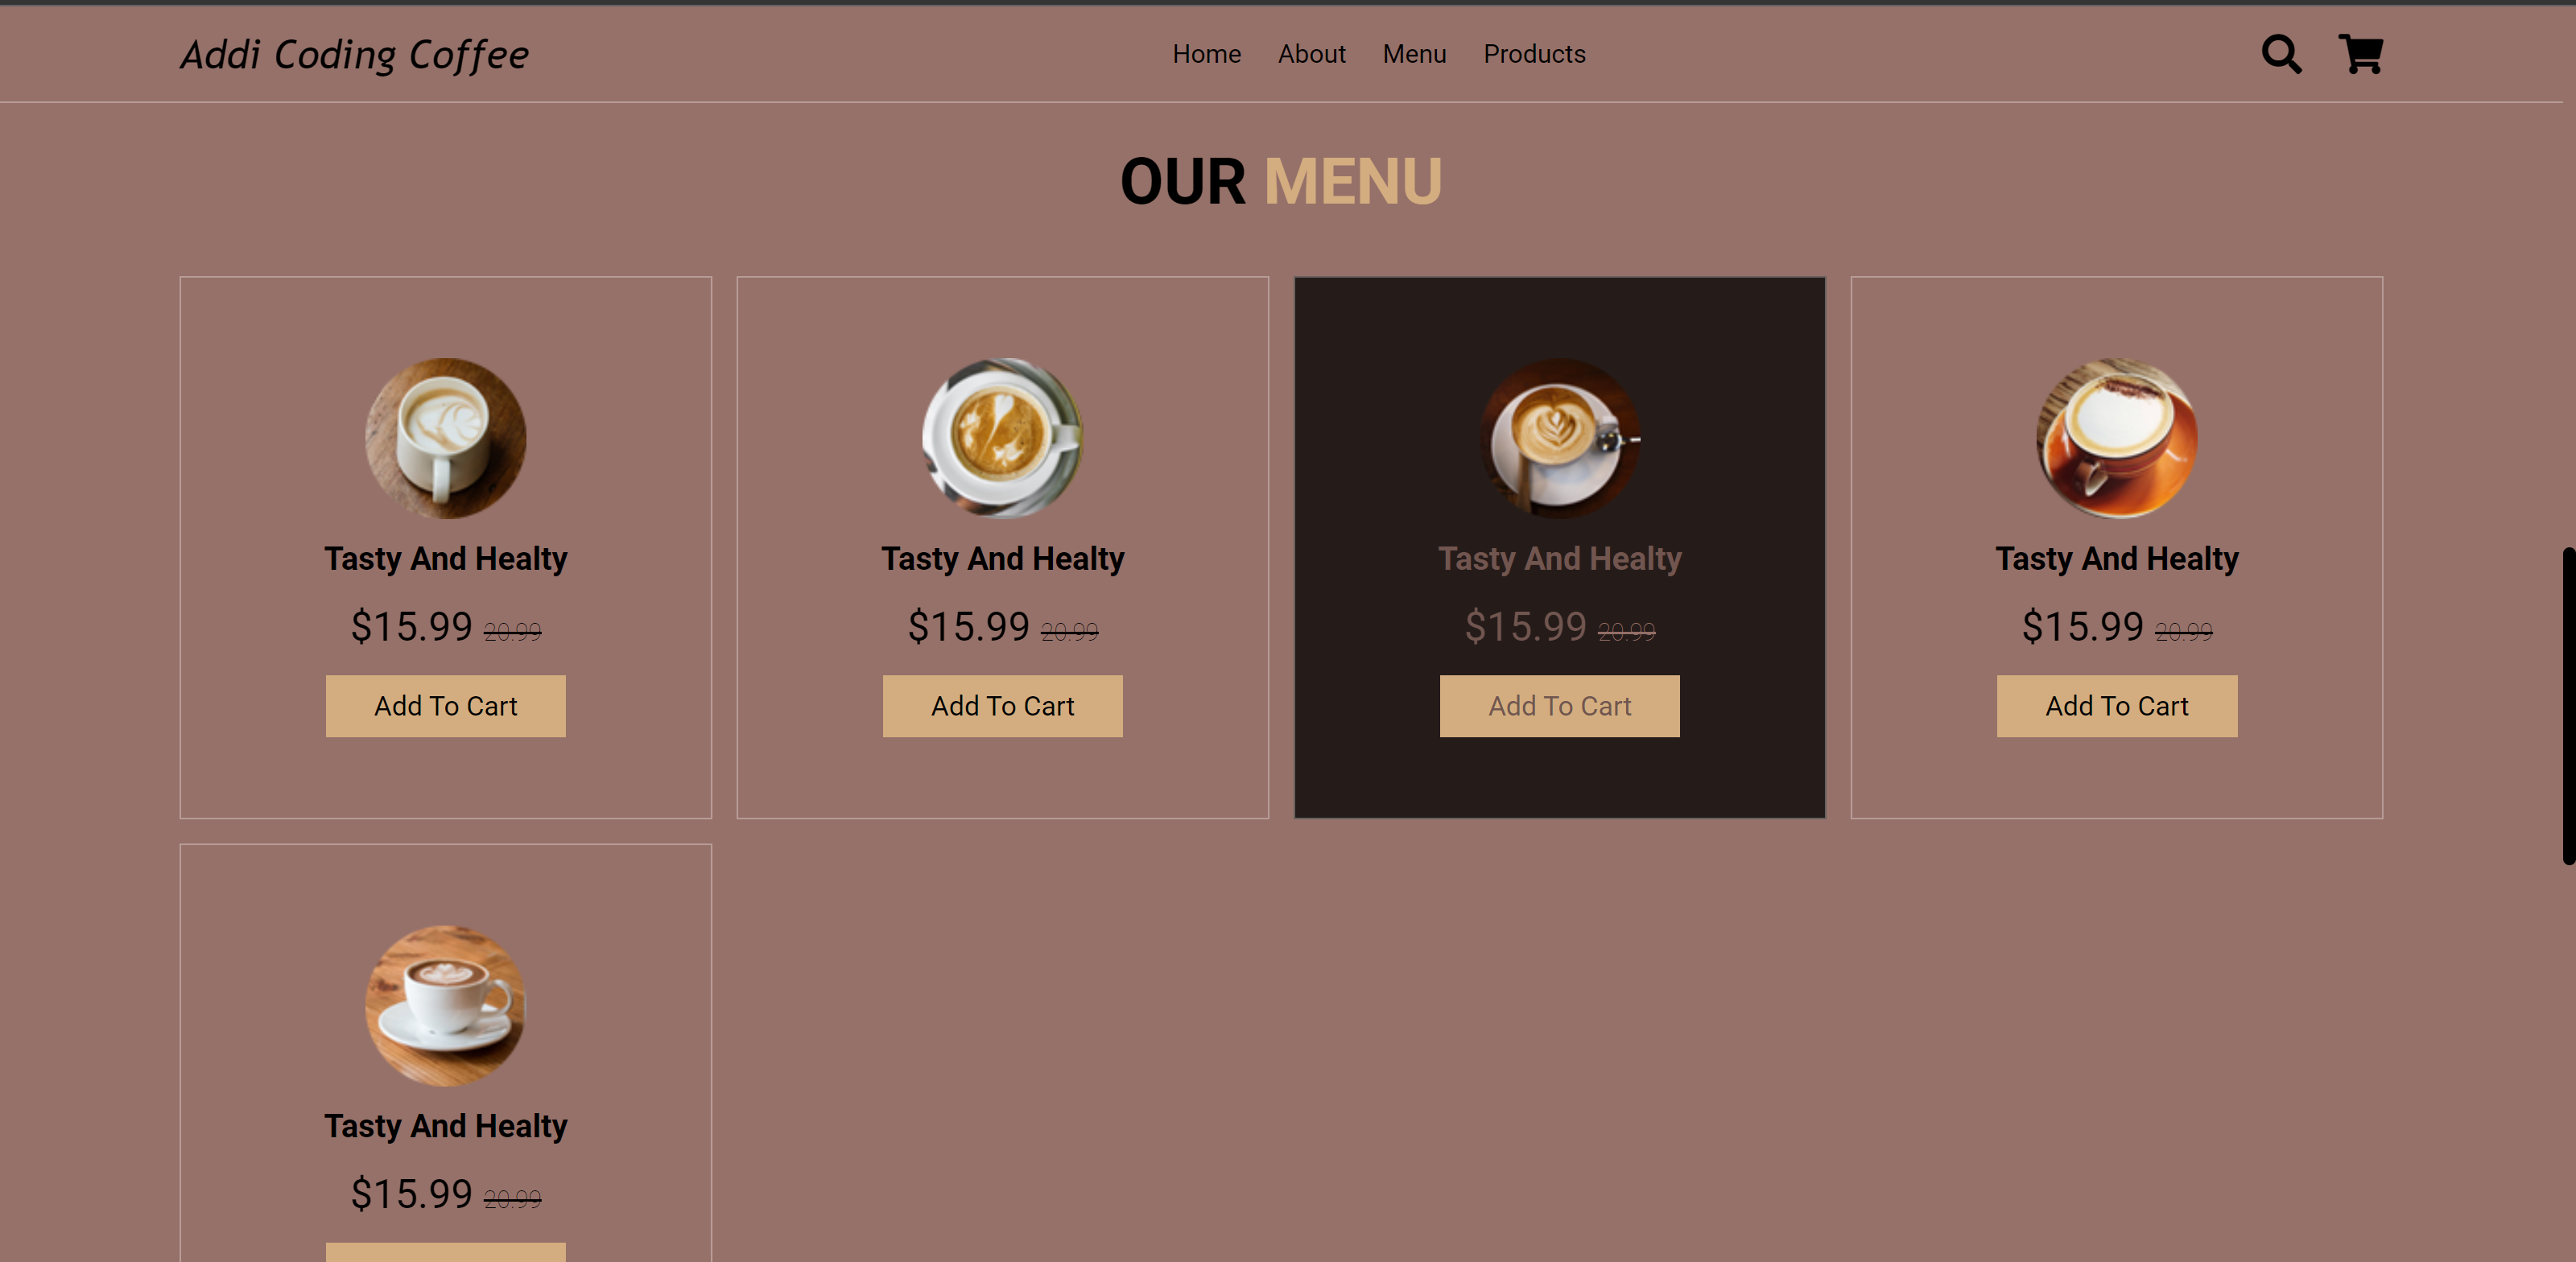 Addi Coding Coffee
Home About Menu Products
OUR MENU
Tasty And Healty
$15.99 20.99
Add To Cart
Tasty And Healty
$15.99 20.99
Add To Cart
Tasty And Healty
$15.99 20.99
Add To Cart
Tasty And Healty
$15.99 20.99
Add To Cart
Tasty And Healty
$15.99 20.99